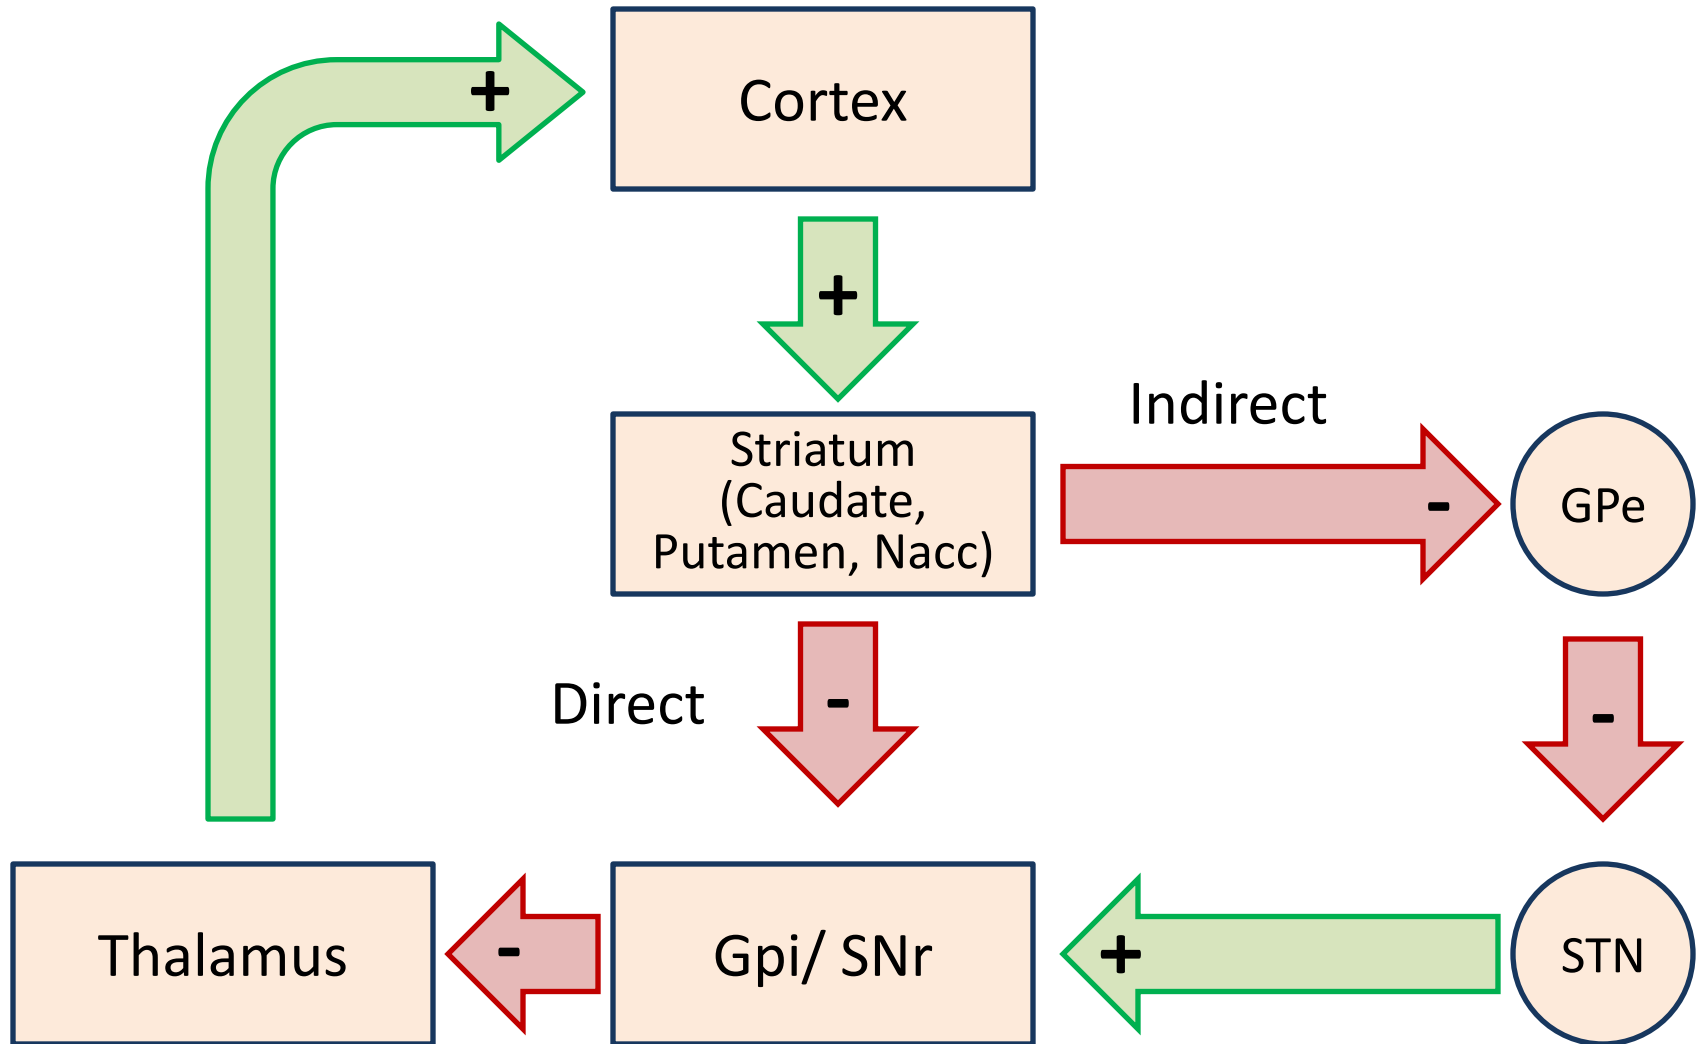 Cortex
+
+
Indirect
Striatum
(Caudate,
Putamen, Nacc)
-
GPe
Direct
-
-
Thalamus
-
Gpi/ SNr
+
STN